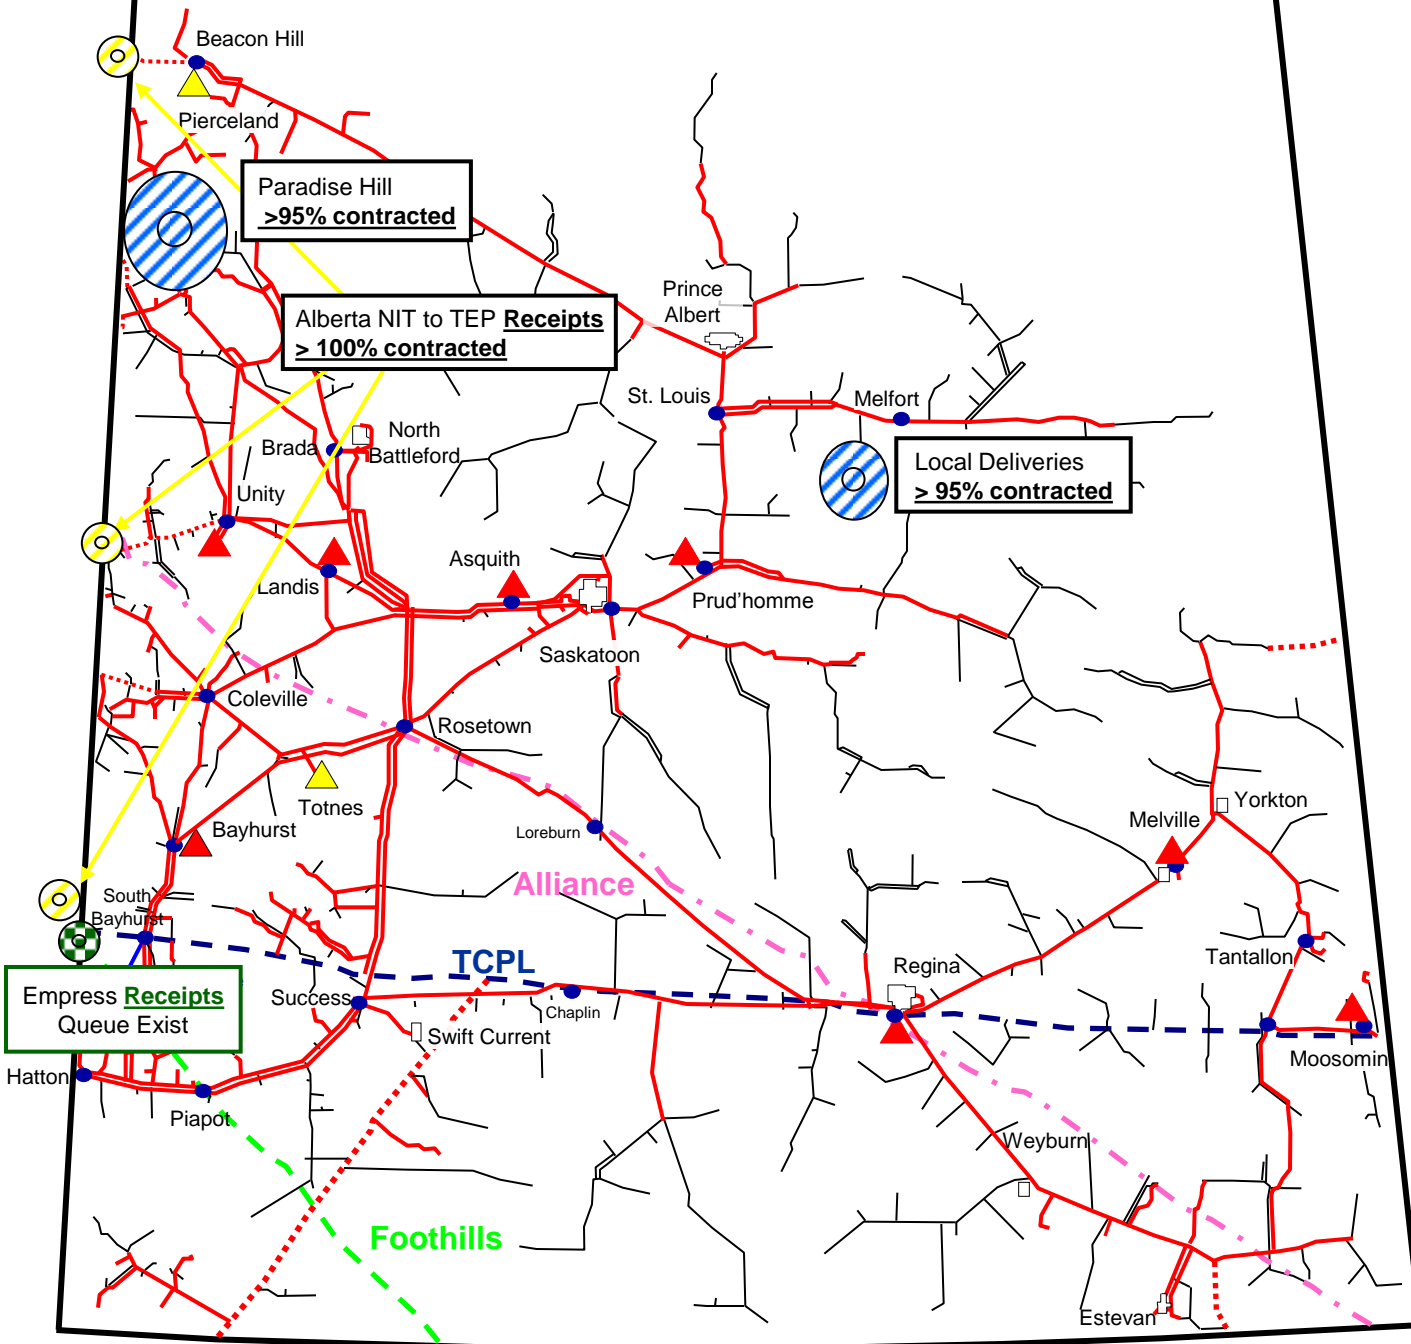 Beacon Hill
Pierceland
Paradise Hill
>95% contracted
Prince
Albert
Alberta NIT to TEP Receipts
> 100% contracted
St. Louis
Melfort
North
Brada
Battleford
Local Deliveries
> 95% contracted
Unity
Asquith
Landis
Prud'homme
Saskatoon
Coleville
Rosetown
Totnes
Yorkton
Melville
Bayhurst
Loreburn
Alliance
South
Bayhurst
Tantallon
TCPL
Regina
Empress Receipts
Queue Exist
Success
Chaplin
Swift Current
Moosomin
Hatton
Piapot
Weyburn
Foothills
Estevan